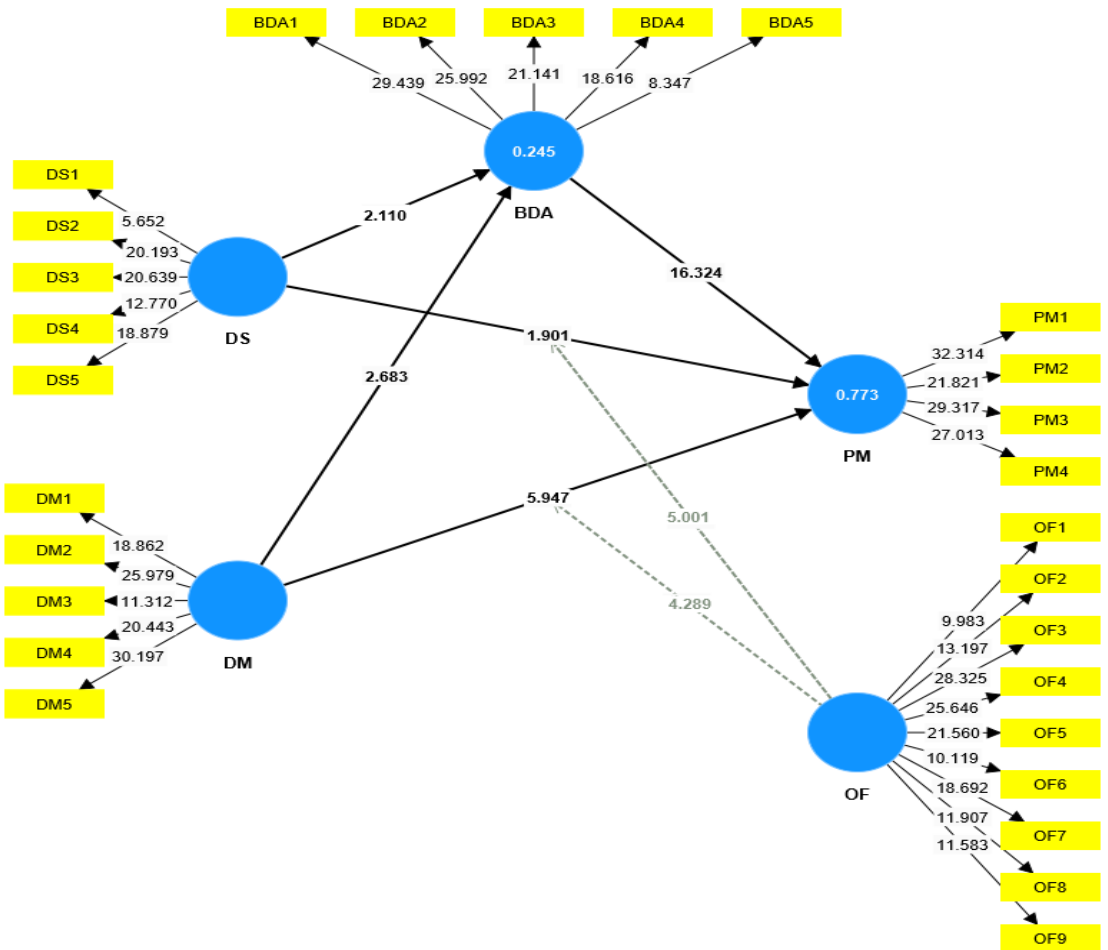 BDA1
BDA2
BDA3
BDA4
BDA5
29.439
25.992
21.141
18.616
8.347
0.245
BDA
DS1
DS2
DS3
DS4
DS5
5.652
20.193
20.639
12.770
18.879
DS
2.110
16.324
1.901
2.683
5.947
PM1
PM2
PM3
PM4
32.314
21.821
29.317
27.013
0.773
PM
DM1
DM2
DM3
DM4
DM5
18.862
25.979
11.312
20.443
30.197
DM
5.001
4.289
OF1
OF2
OF3
OF4
OF5
OF6
OF7
OF8
OF9
9.983
13.197
28.325
25.646
21.560
10.119
18.692
11.907
11.583
OF